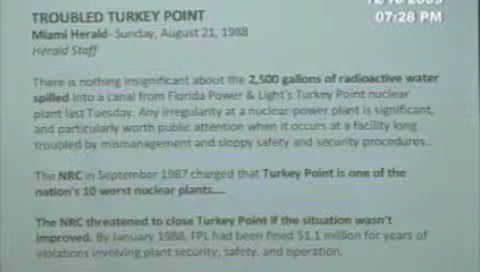 07:28 PM
TROUBLED TURKEY POINT
Miami Herald- Sunday, August 21, 1988
Herald Staff
There is nothing insignificant about the 2,500 gallons of radioactive water
spilled into a canal from Florida Power & Light's Turkey Point nuclear
plant last Tuesday. Any irregularity at a nuclear-power plant is significant,
and particularly worth public attention when it occurs at a facility long
troubled by mismanagement and sloppy safety and security procedures..
The NRC in September 1987 charged that Turkey Point is one of the
nation's 10 worst nuclear plants....
The NRC threatened to close Turkey Point if the situation wasn't
improved. By January 1988, FPL had been fined $1.1 million for years of
violations involving plant security, safety, and operation.